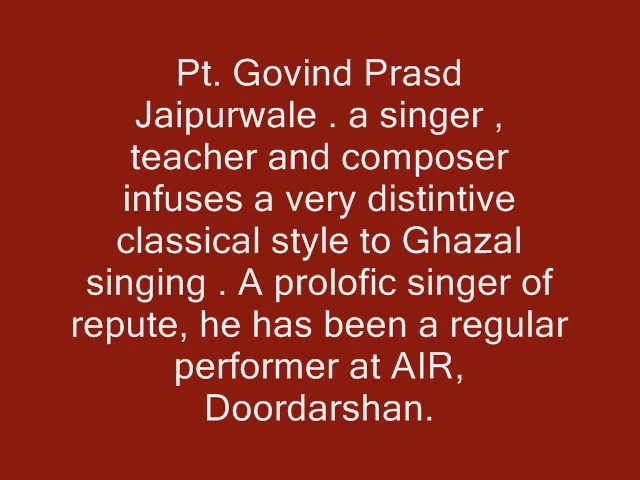 Pt. Govind Prasd
Jaipurwale . a singer ,
teacher and composer
infuses a very distintive
classical style to Ghazal
singing . A prolofic singer of
repute, he has been a regular
performer at AIR,
Doordarshan.